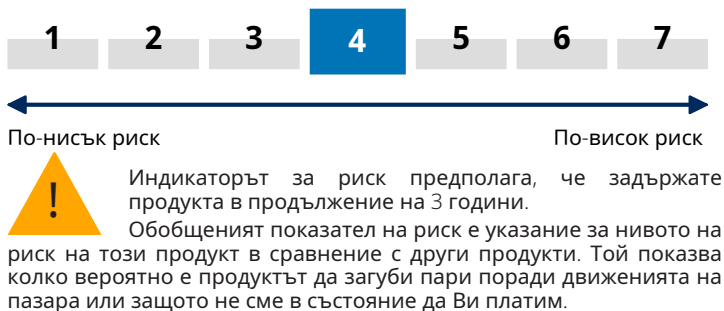 1 2 3 4 5 6 7
По-нисък риск По-висок риск
!
Индикаторът за риск предполага, че задържате
продукта в продължение на 3 години.
Обобщеният показател на риск е указание за нивото на
риск на този продукт в сравнение с други продукти. Той показва
колко вероятно е продуктът да загуби пари поради движенията на
пазара или защото не сме в състояние да Ви платим.